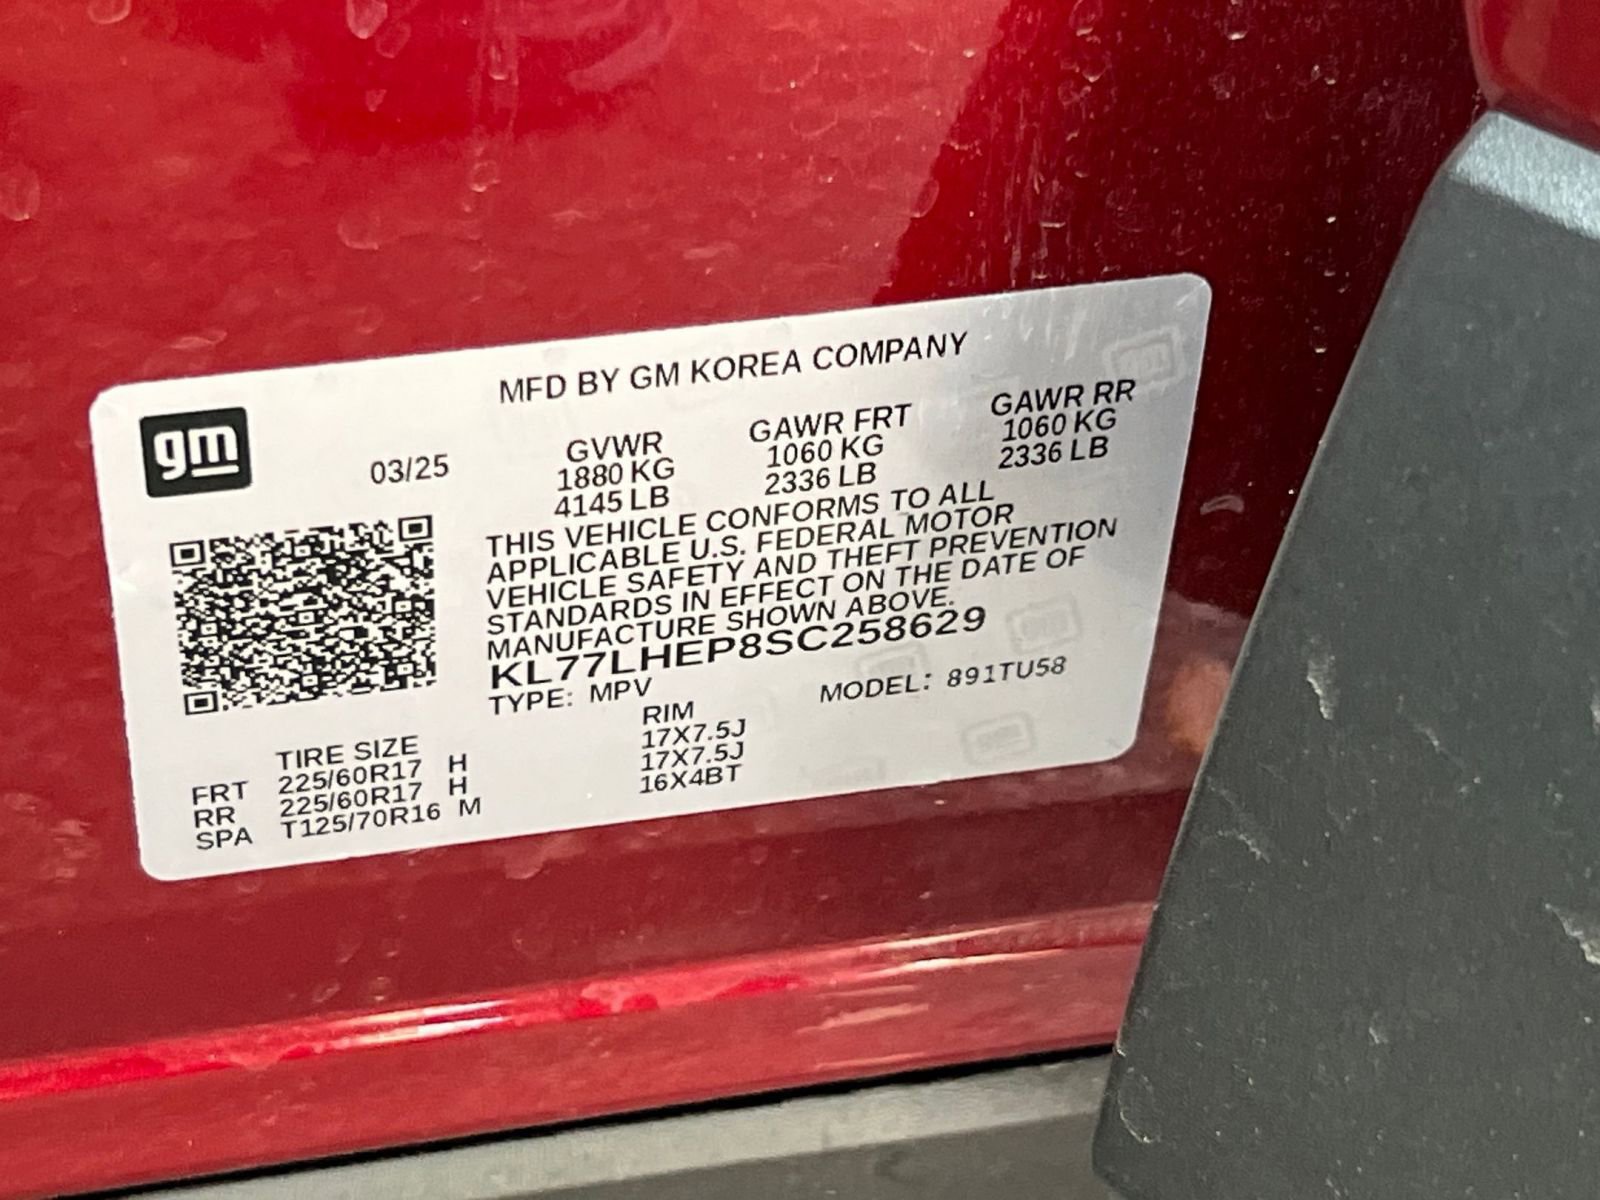 MFD BY GM KOREA COMPANY
gm
03/25
GVWR
1880 KG
4145 LB
GAWR FRT
1060 KG
2336 LB
GAWR RR
1060 KG
2336 LB
THIS VEHICLE CONFORMS TO ALL
APPLICABLE U.S. FEDERAL MOTOR
VEHICLE SAFETY AND THEFT PREVENTION
STANDARDS IN EFFECT ON THE DATE OF
MANUFACTURE SHOWN ABOVE.
KL77LHEP8SC258629
TYPE: MPV MODEL: 891TU58
TIRE SIZE RIM
FRT 225/60R17 H 17X7.5J
RR 225/60R17 H 17X7.5J
SPA T125/70R16 M 16X4BT